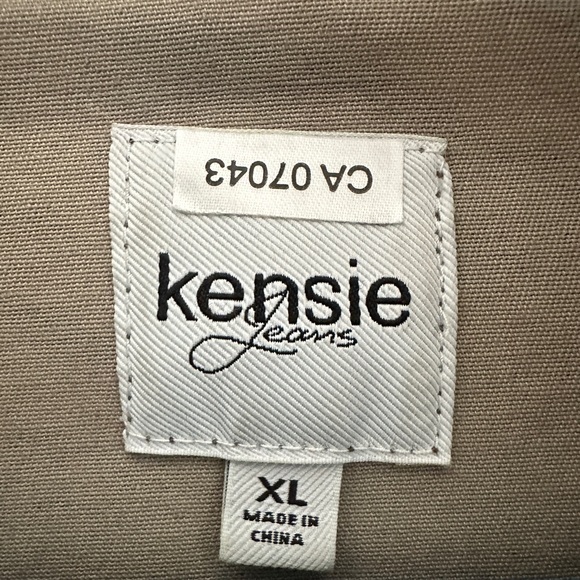 CA 07043
kensie
Jeans
XL
MADE IN
CHINA